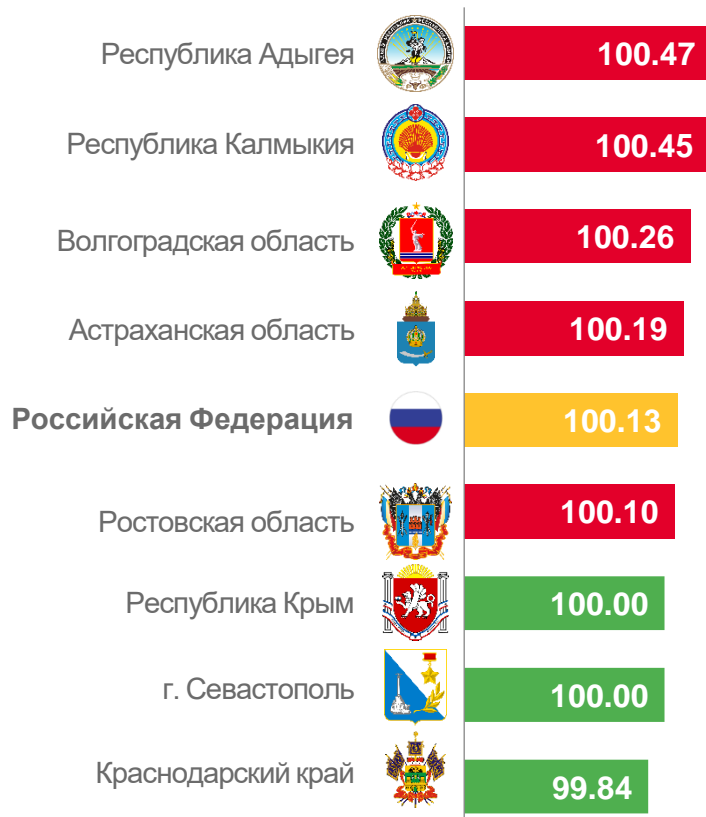 Республика Адыгея 100.47
Республика Калмыкия 100.45
Волгоградская область 100.26
Астраханская область 100.19
Российская Федерация 100.13
Ростовская область 100.10
Республика Крым 100.00
г. Севастополь 100.00
Краснодарский край 99.84